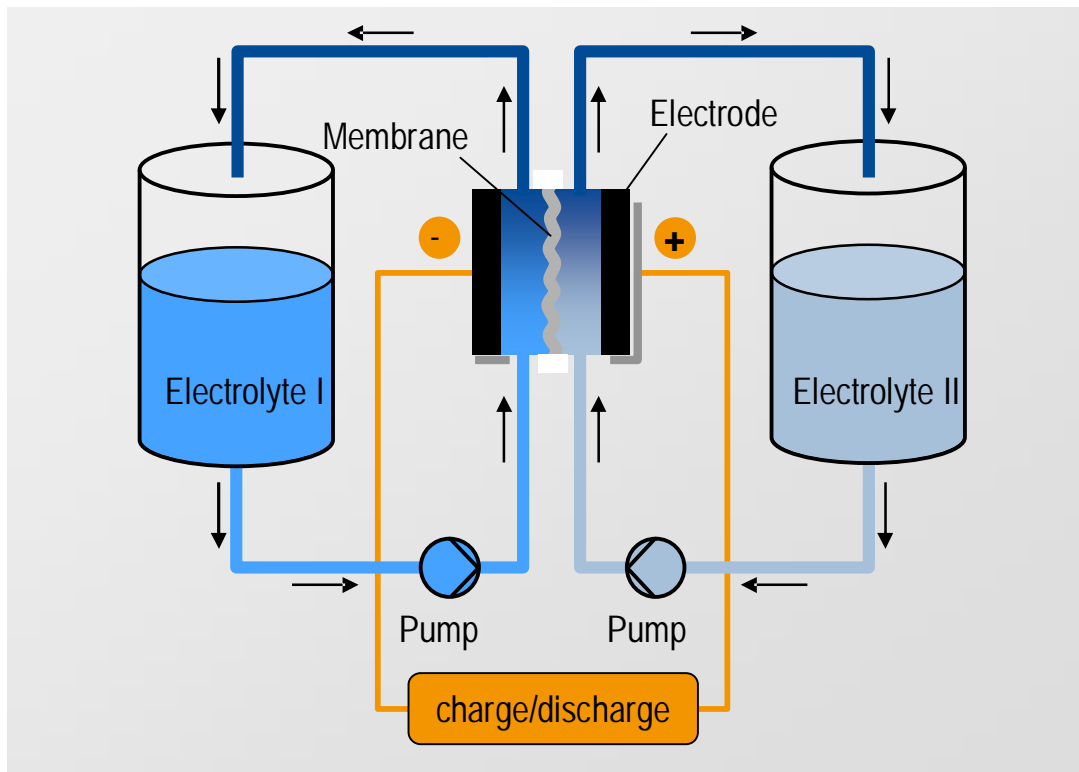 Electrode
Membrane
-
+
Electrolyte I
Electrolyte II
Pump
Pump
charge/discharge